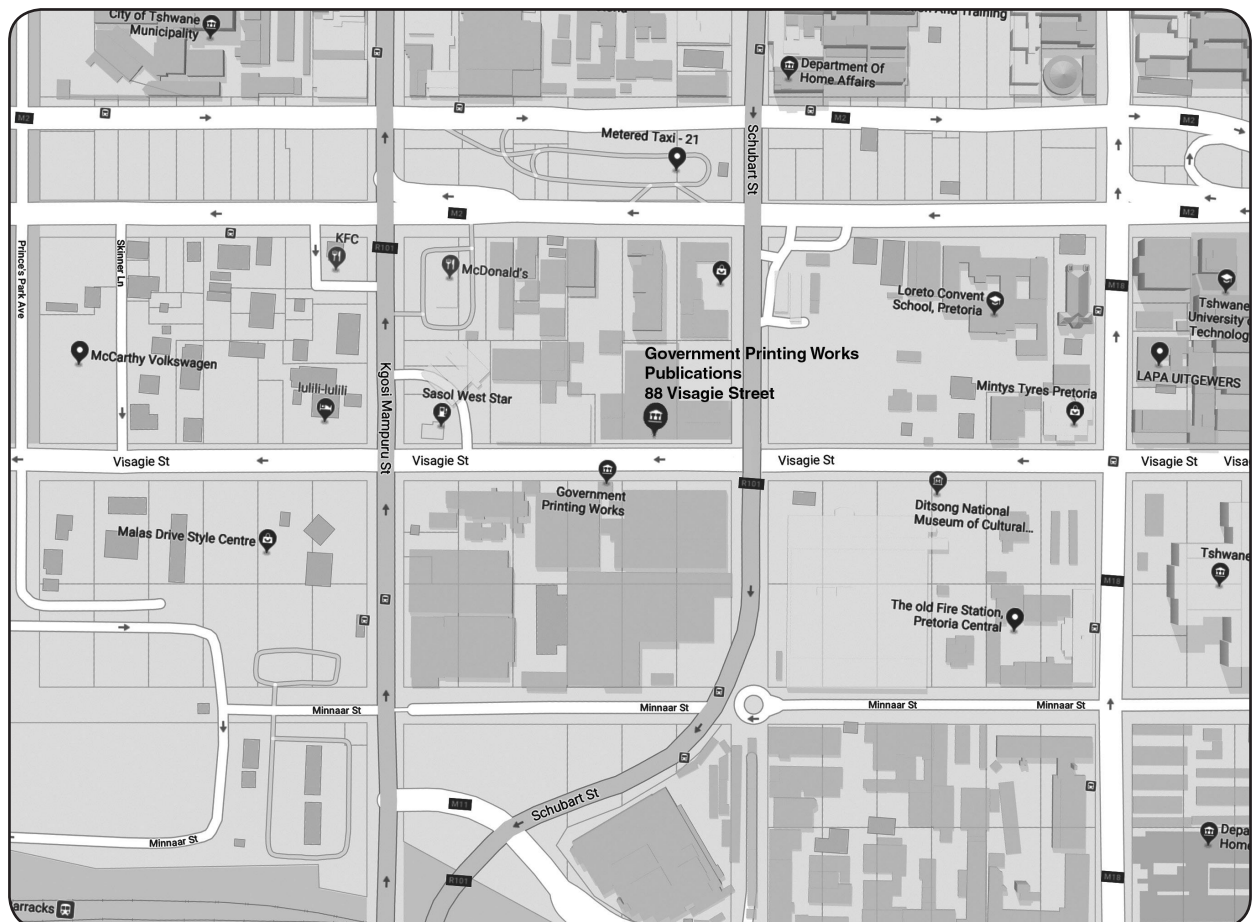 City of Tshwane
Municipality
And Training
Department Of
Home Affairs
M2
M2
M2
Metered Taxi - 21
Schubart St
M2
M2
KFC
R101
Prince's Park Ave
Skinner Ln
McDonald's
Loreto Convent
School, Pretoria
M18
Tshwane
University
Technolog
McCarthy Volkswagen
Government Printing Works
Publications
88 Visagie Street
LAPA UITGEWERS
lulili-lulili
Kgosi Mampuru St
Sasol West Star
Mintys Tyres Pretoria
Visagie St
Visagie St
Visagie St
Visagie St
Visa
R101
Government
Printing Works
Ditsong National
Museum of Cultural...
Malas Drive Style Centre
Tshwane
M18
The old Fire Station,
Pretoria Central
Minnaar St
Minnaar St
Minnaar St
Minnaar St
M11
Schubart St
Minnaar St
Depa
Home
R101
M18
arracks